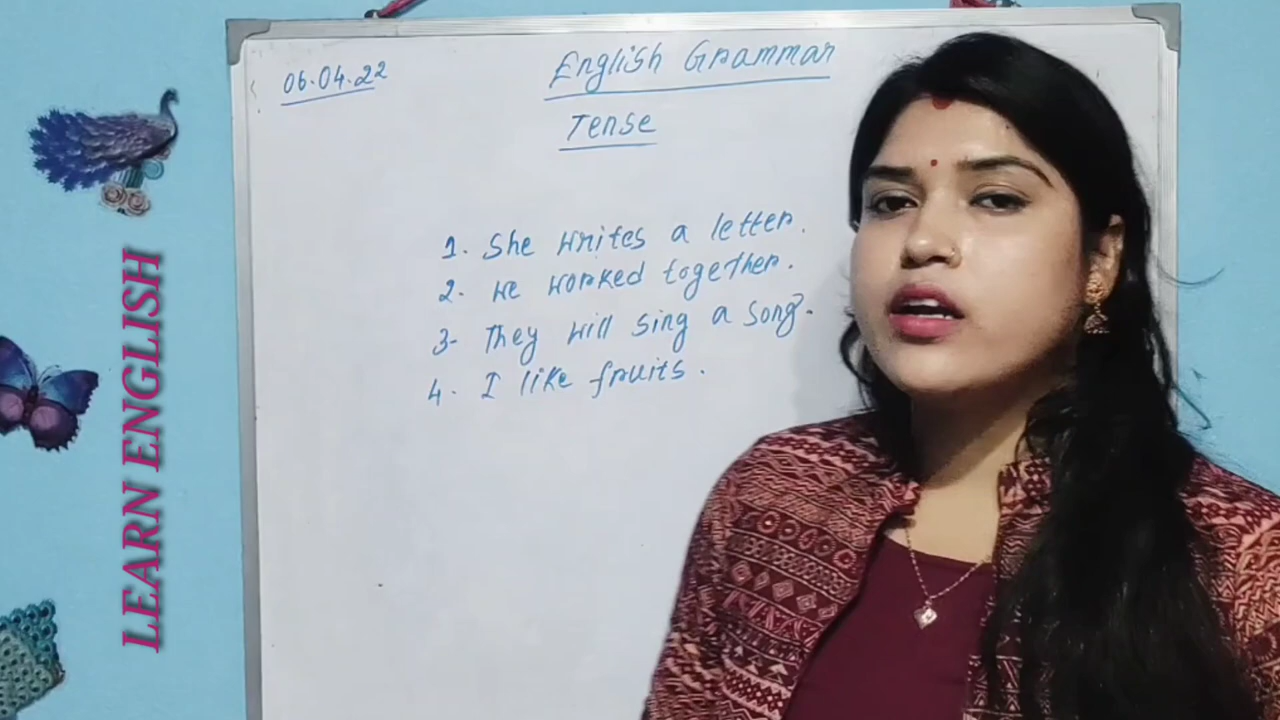 06.04.22
English Grammar
Tense
1. She writes a letter.
2. We worked together.
3- They will sing a song.
4. I like fruits.
LEARN ENGLISH